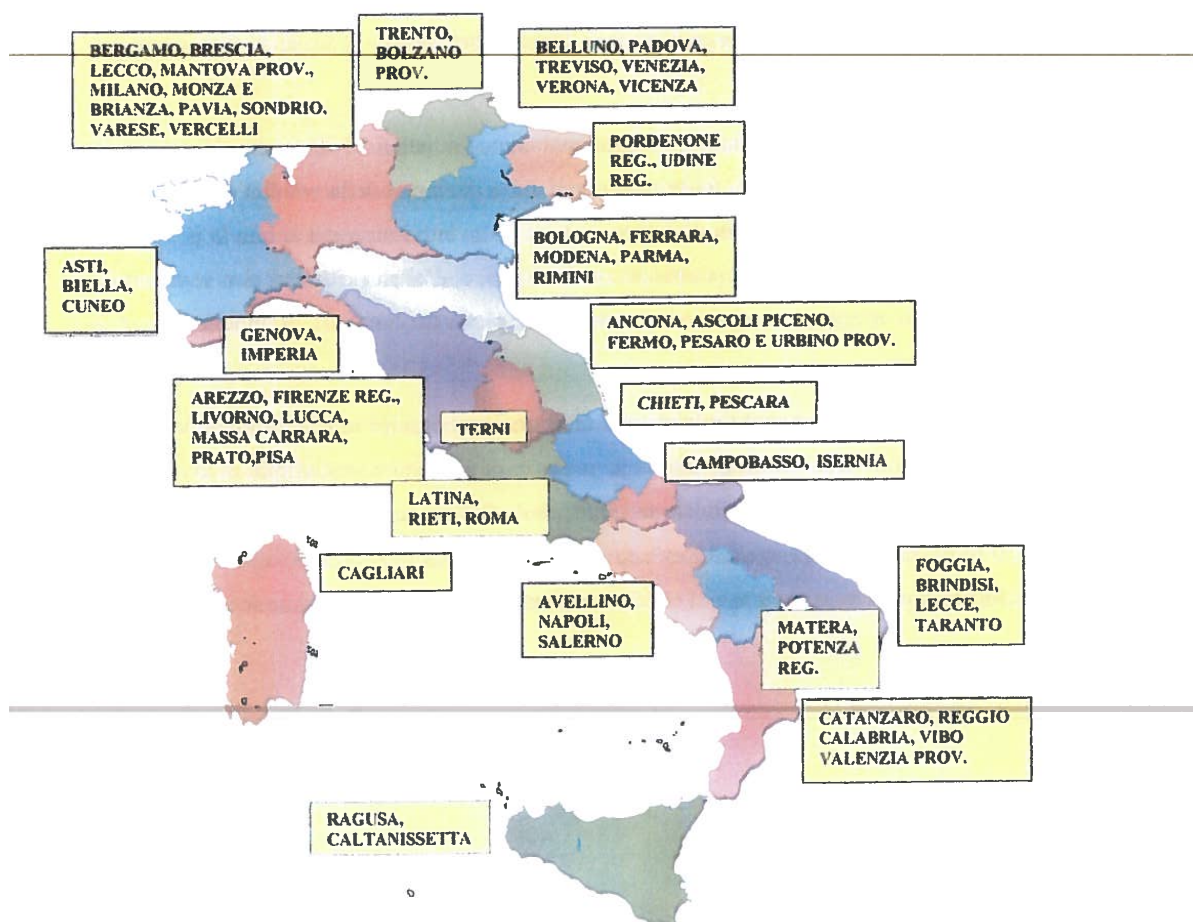 TRENTO,
BOLZANO
PROV.
BERGAMO, BRESCIA,
LECCO, MANTOVA PROV.,
MILANO, MONZA E
BRIANZA, PAVIA, SONDRIO,
VARESE, VERCELLI
BELLUNO, PADOVA,
TREVISO, VENEZIA,
VERONA, VICENZA
PORDENONE
REG., UDINE
REG.
BOLOGNA, FERRARA,
MODENA, PARMA,
RIMINI
ASTI,
BIELLA,
CUNEO
GENOVA,
IMPERIA
ANCONA, ASCOLI PICENO,
FERMO, PESARO E URBINO PROV.
AREZZO, FIRENZE REG.,
LIVORNO, LUCCA,
MASSA CARRARA,
PRATO,PISA
TERNI
CHIETI, PESCARA
CAMPOBASSO, ISERNIA
LATINA,
RIETI, ROMA
CAGLIARI
AVELLINO,
NAPOLI,
SALERNO
FOGGIA,
BRINDISI,
LECCE,
TARANTO
MATERA,
POTENZA
REG.
CATANZARO, REGGIO
CALABRIA, VIBO
VALENZIA PROV.
RAGUSA,
CALTANISSETTA